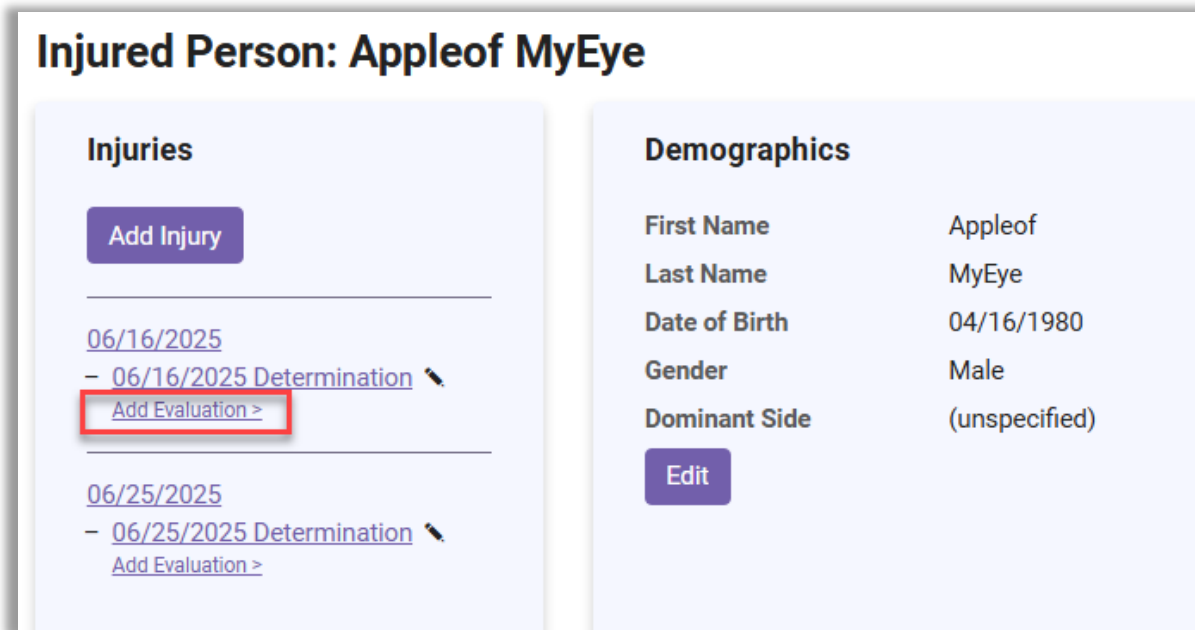 Injured Person: Appleof MyEye
Injuries
Add Injury
06/16/2025
– 06/16/2025 Determination
Add Evaluation >
06/25/2025
– 06/25/2025 Determination
Add Evaluation >
Demographics
First Name Appleof
Last Name MyEye
Date of Birth 04/16/1980
Gender Male
Dominant Side (unspecified)
Edit